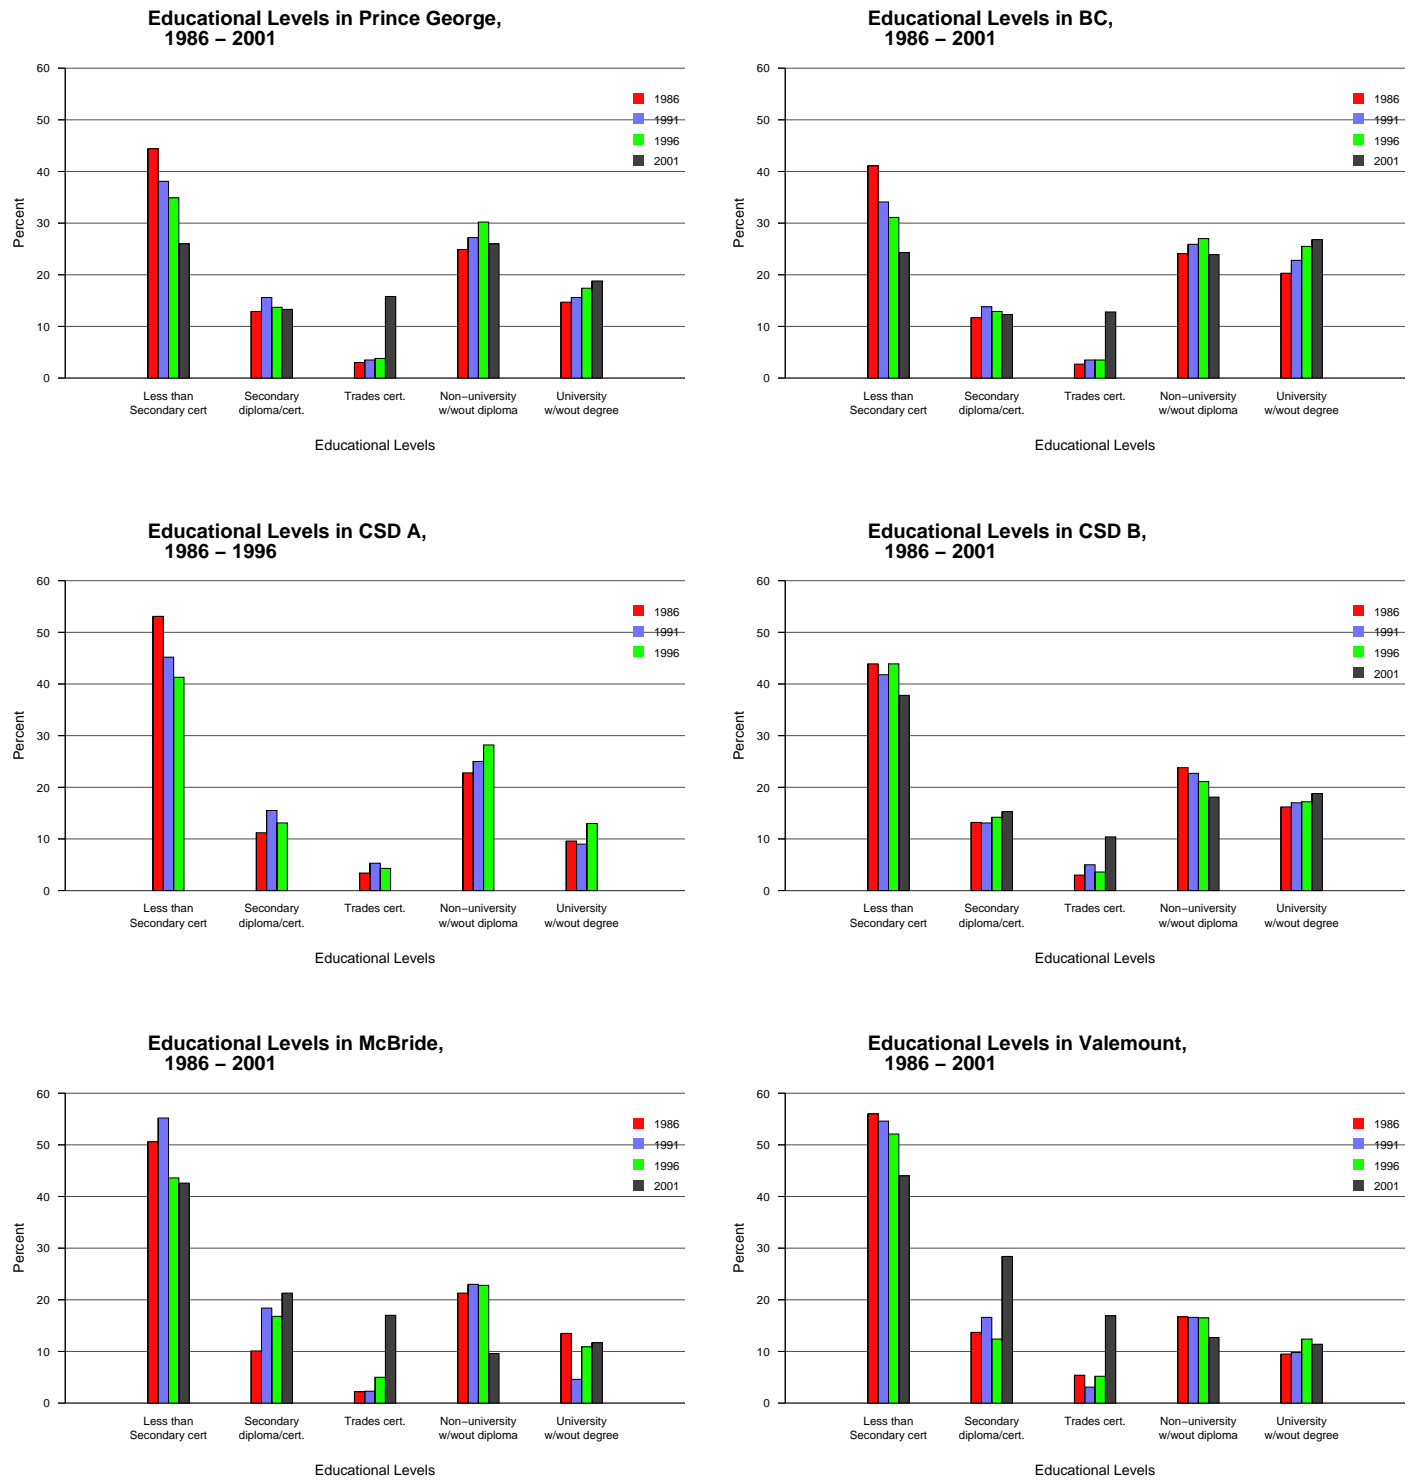 Educational Levels in Prince George,
1986 – 2001
60
50
40
30
20
10
0
Percent
1986
1991
1996
2001
Less than
Secondary cert
Secondary
diploma/cert.
Trades cert.
Non−university
w/wout diploma
University
w/wout degree
Educational Levels
Educational Levels in BC,
1986 – 2001
60
50
40
30
20
10
0
Percent
1986
1991
1996
2001
Less than
Secondary cert
Secondary
diploma/cert.
Trades cert.
Non−university
w/wout diploma
University
w/wout degree
Educational Levels
Educational Levels in CSD A,
1986 – 1996
60
50
40
30
20
10
0
Percent
1986
1991
1996
Less than
Secondary cert
Secondary
diploma/cert.
Trades cert.
Non−university
w/wout diploma
University
w/wout degree
Educational Levels
Educational Levels in CSD B,
1986 – 2001
60
50
40
30
20
10
0
Percent
1986
1991
1996
2001
Less than
Secondary cert
Secondary
diploma/cert.
Trades cert.
Non−university
w/wout diploma
University
w/wout degree
Educational Levels
Educational Levels in McBride,
1986 – 2001
60
50
40
30
20
10
0
Percent
1986
1991
1996
2001
Less than
Secondary cert
Secondary
diploma/cert.
Trades cert.
Non−university
w/wout diploma
University
w/wout degree
Educational Levels
Educational Levels in Valemount,
1986 – 2001
60
50
40
30
20
10
0
Percent
1986
1991
1996
2001
Less than
Secondary cert
Secondary
diploma/cert.
Trades cert.
Non−university
w/wout diploma
University
w/wout degree
Educational Levels